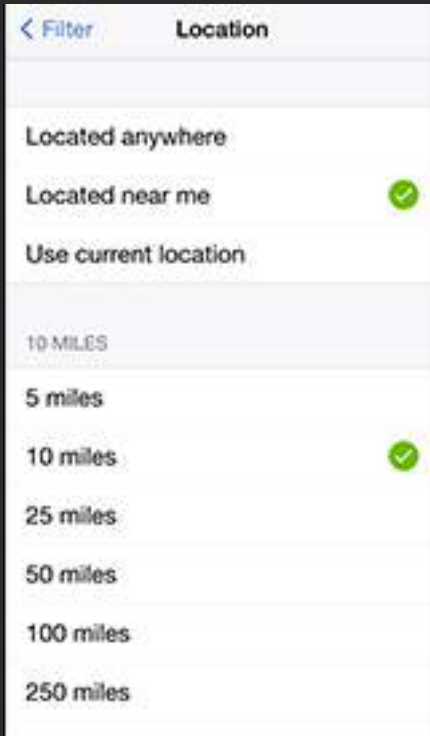 Filter Location
Located anywhere
Located near me
Use current location
10 MILES
5 miles
10 miles
25 miles
50 miles
100 miles
250 miles